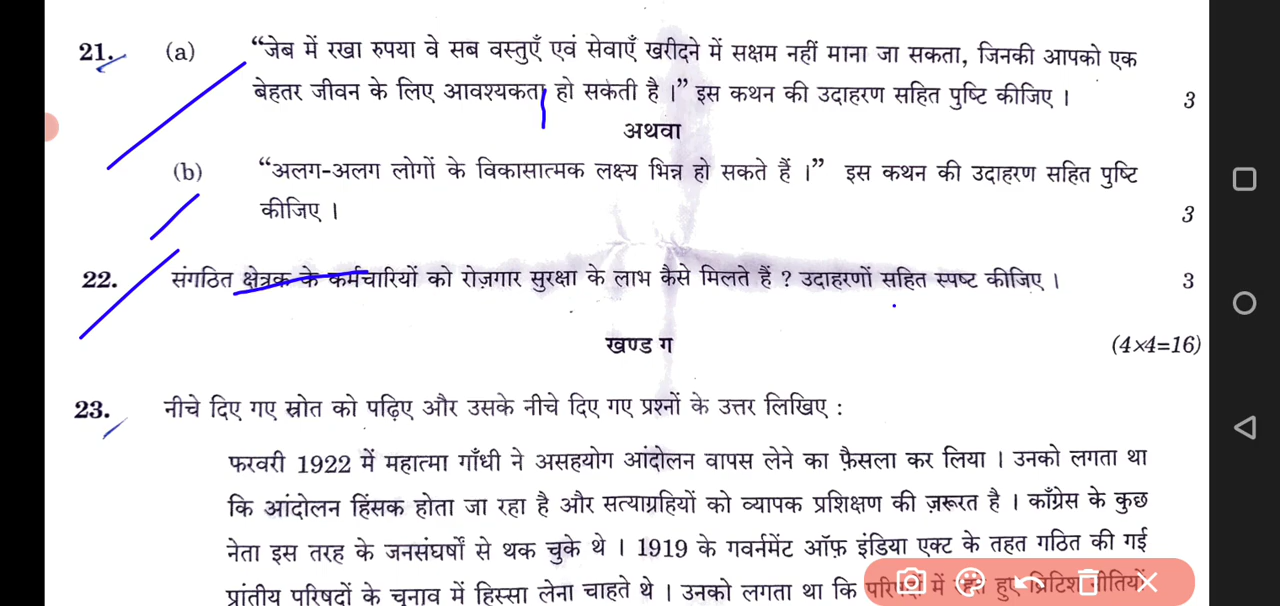 21. (a) “जेब में रखा रुपया वे सब वस्तुएँ एवं सेवाएँ खरीदने में सक्षम नहीं माना जा सकता, जिनकी आपको एक
बेहतर जीवन के लिए आवश्यकता हो सकती है ।” इस कथन की उदाहरण सहित पुष्टि कीजिए । 3
अथवा
(b) “अलग-अलग लोगों के विकासात्मक लक्ष्य भिन्न हो सकते हैं ।” इस कथन की उदाहरण सहित पुष्टि
कीजिए । 3
22. संगठित क्षेत्रक के कर्मचारियों को रोज़गार सुरक्षा के लाभ कैसे मिलते हैं ? उदाहरणों सहित स्पष्ट कीजिए । 3
खण्ड ग (4×4=16)
23. नीचे दिए गए स्रोत को पढ़िए और उसके नीचे दिए गए प्रश्नों के उत्तर लिखिए :
फरवरी 1922 में महात्मा गाँधी ने असहयोग आंदोलन वापस लेने का फ़ैसला कर लिया । उनको लगता था
कि आंदोलन हिंसक होता जा रहा है और सत्याग्रहियों को व्यापक प्रशिक्षण की ज़रूरत है । काँग्रेस के कुछ
नेता इस तरह के जनसंघर्षों से थक चुके थे । 1919 के गवर्नमेंट ऑफ़ इंडिया एक्ट के तहत गठित की गई
प्रांतीय परिषदों के चुनाव में हिस्सा लेना चाहते थे । उनको लगता था कि परिषदों में रहते हुए ब्रिटिश नीतियों